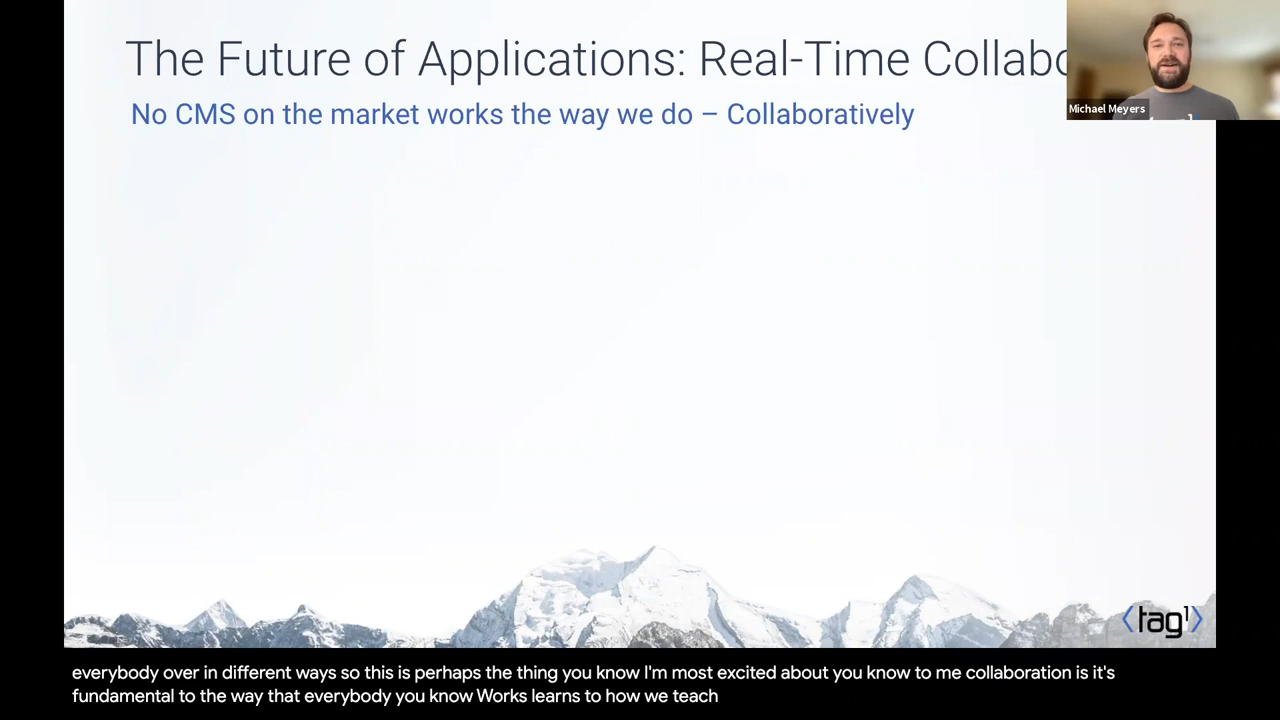 The Future of Applications: Real-Time Collabo
No CMS on the market works the way we do – Collaboratively
Michael Meyers
<tag1>
everybody over in different ways so this is perhaps the thing you know I'm most excited about you know to me collaboration is it's
fundamental to the way that everybody you know Works learns to how we teach